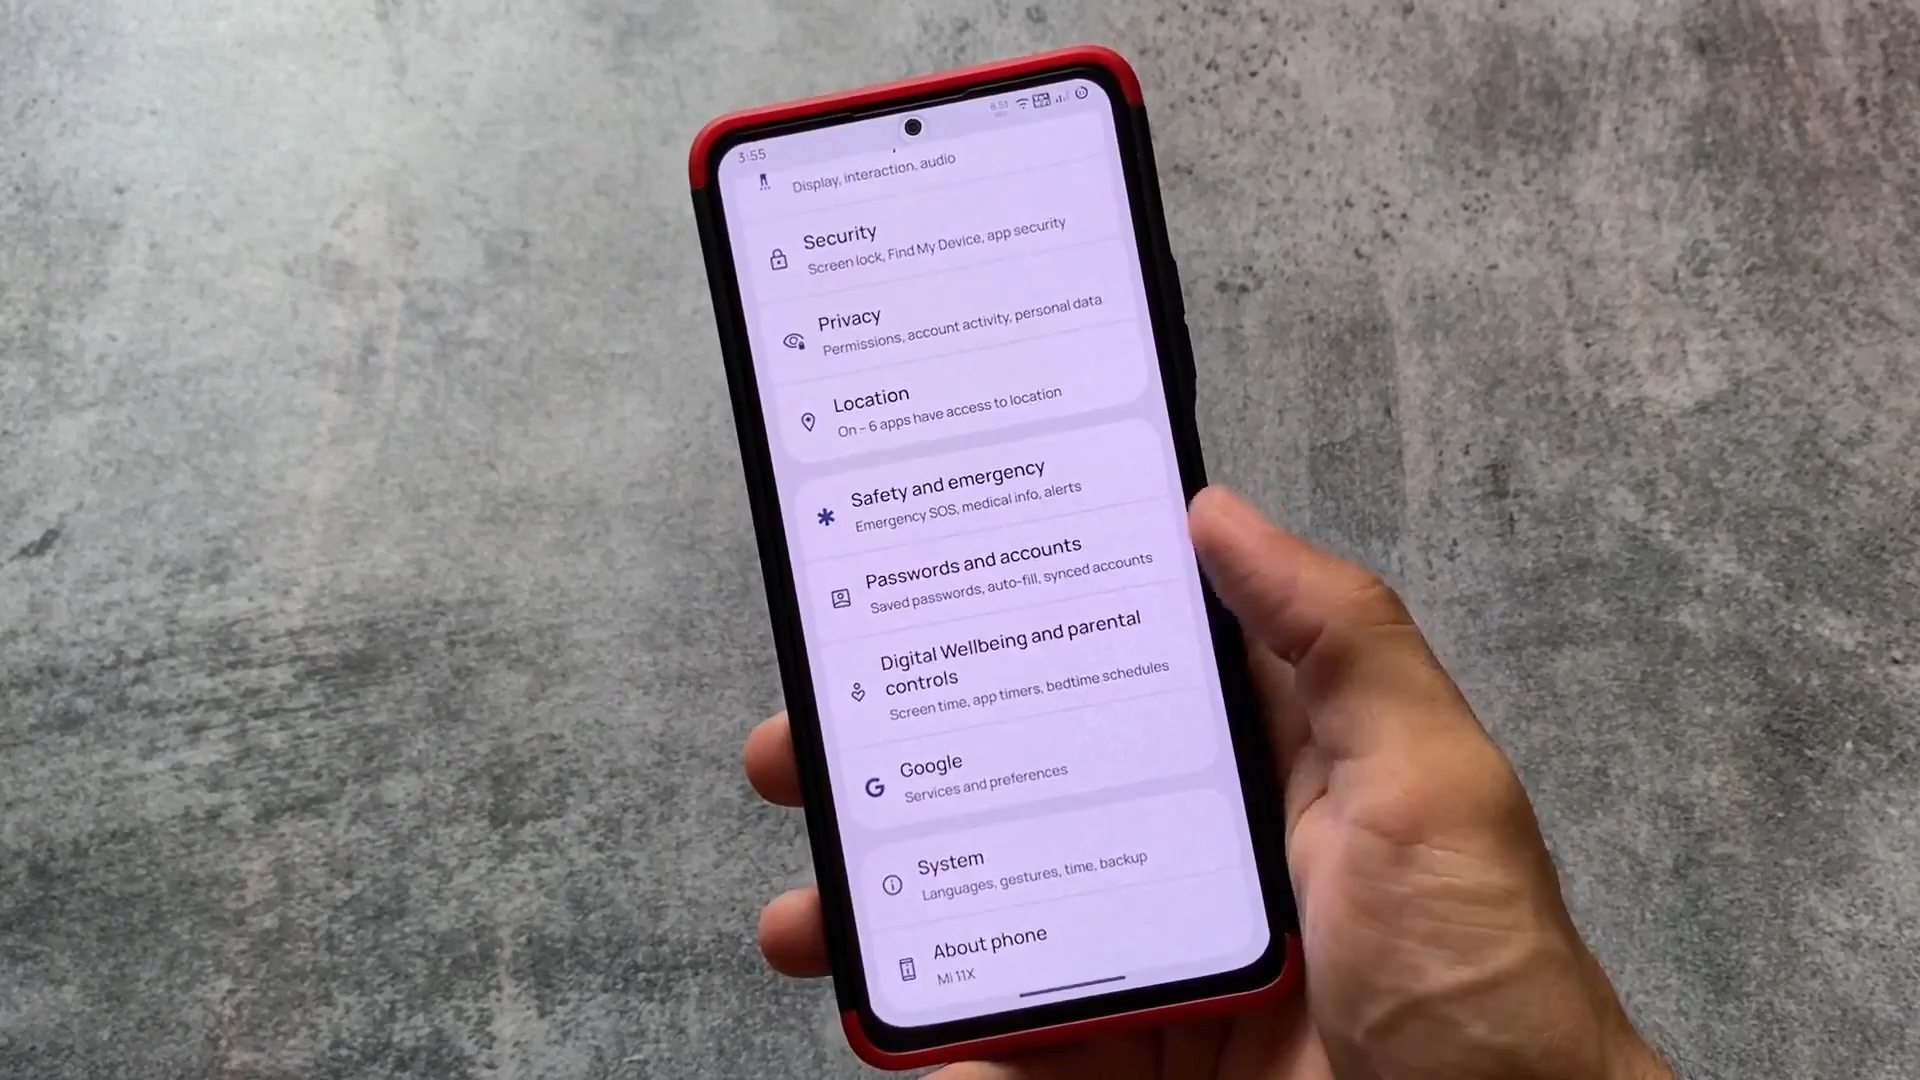 3:55
Display, interaction, audio
Security
Screen lock, Find My Device, app security
Privacy
Permissions, account activity, personal data
Location
On – 6 apps have access to location
Safety and emergency
Emergency SOS, medical info, alerts
Passwords and accounts
Saved passwords, auto-fill, synced accounts
Digital Wellbeing and parental
controls
Screen time, app timers, bedtime schedules
Google
Services and preferences
System
Languages, gestures, time, backup
About phone
Mi 11X